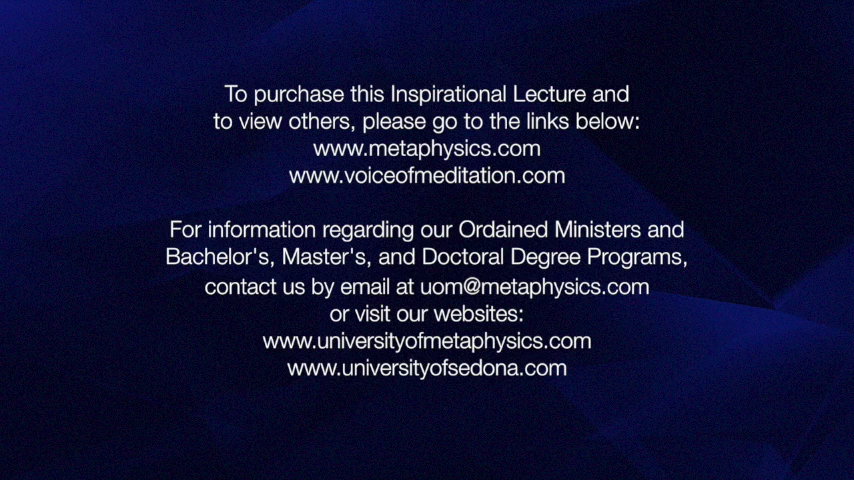 To purchase this Inspirational Lecture and
to view others, please go to the links below:
www.metaphysics.com
www.voiceofmeditation.com
For information regarding our Ordained Ministers and
Bachelor's, Master's, and Doctoral Degree Programs,
contact us by email at uom@metaphysics.com
or visit our websites:
www.universityofmetaphysics.com
www.universityofsedona.com